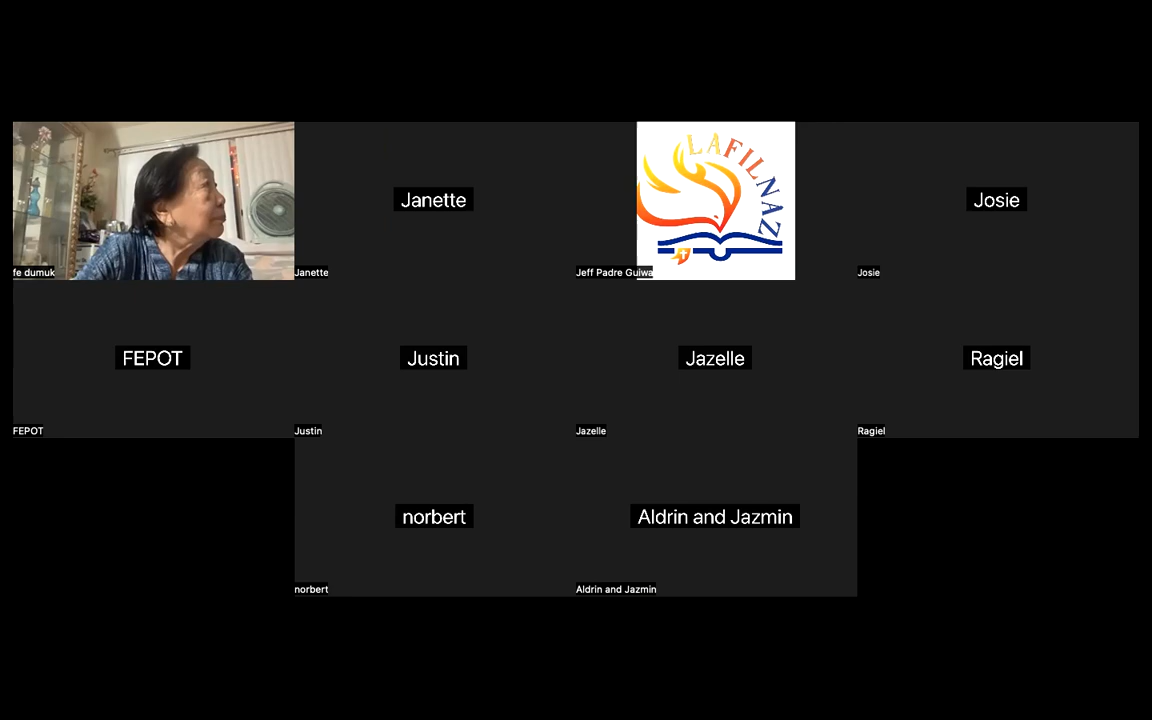 fe dumuk
Janette
Janette
LAFILNAZ
Jeff Padre Guiwa
Josie
Josie
FEPOT
FEPOT
Justin
Justin
Jazelle
Jazelle
Ragiel
Ragiel
norbert
norbert
Aldrin and Jazmin
Aldrin and Jazmin